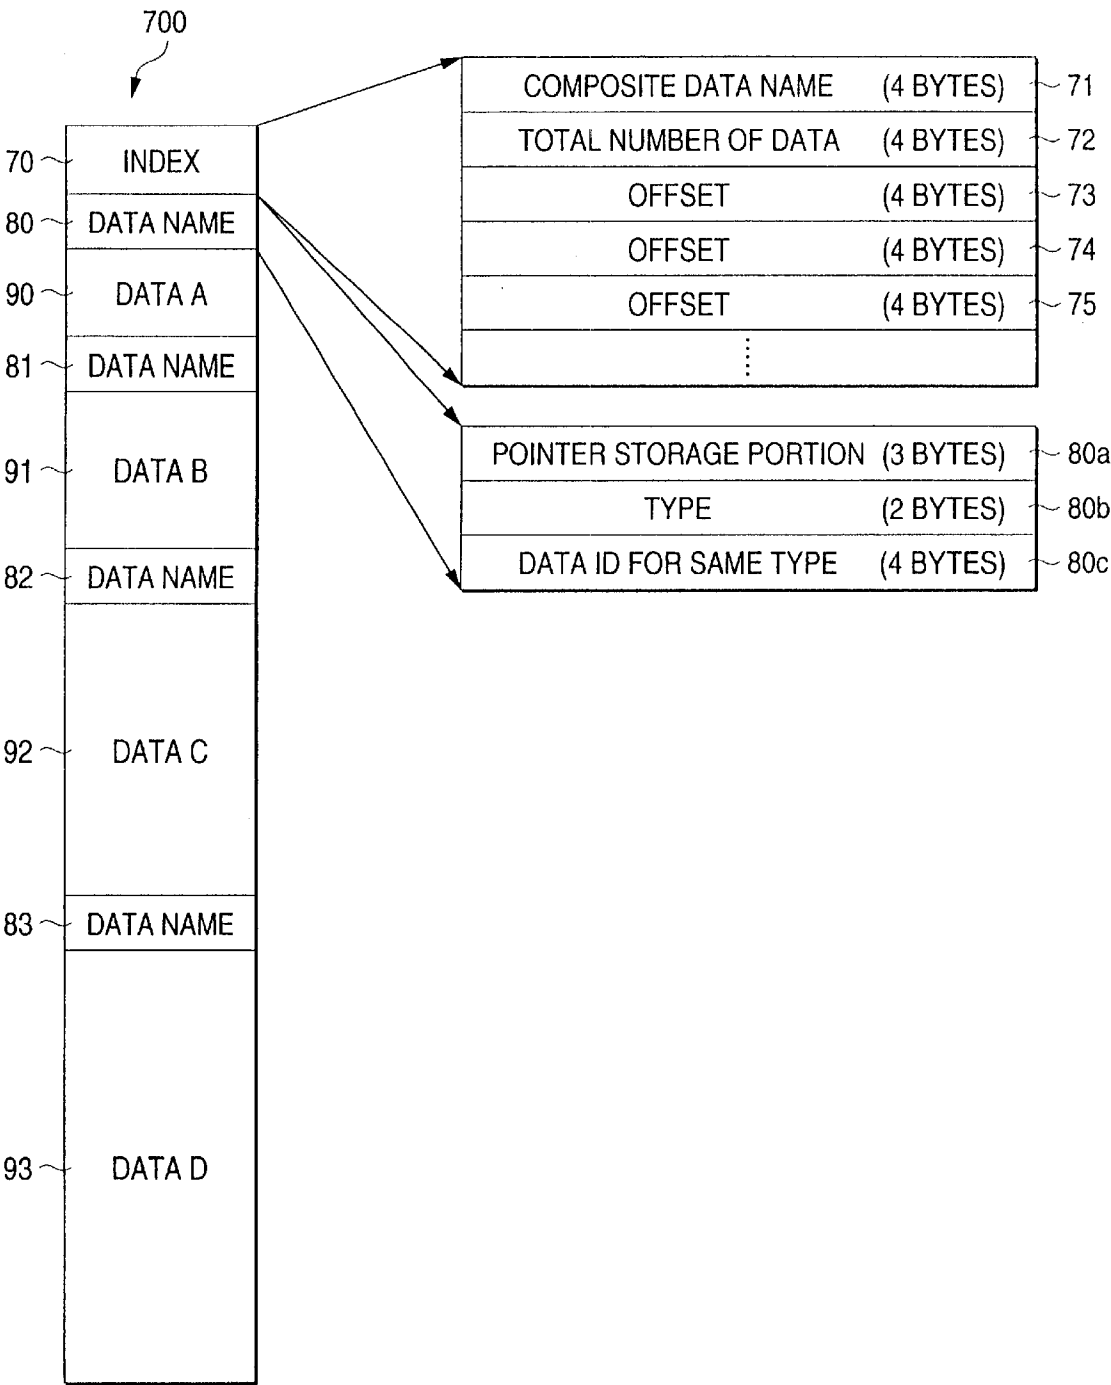 700
70 INDEX
80 DATA NAME
90 DATA A
81 DATA NAME
91 DATA B
82 DATA NAME
92 DATA C
83 DATA NAME
93 DATA D
COMPOSITE DATA NAME (4 BYTES) 71
TOTAL NUMBER OF DATA (4 BYTES) 72
OFFSET (4 BYTES) 73
OFFSET (4 BYTES) 74
OFFSET (4 BYTES) 75
POINTER STORAGE PORTION (3 BYTES) 80a
TYPE (2 BYTES) 80b
DATA ID FOR SAME TYPE (4 BYTES) 80c